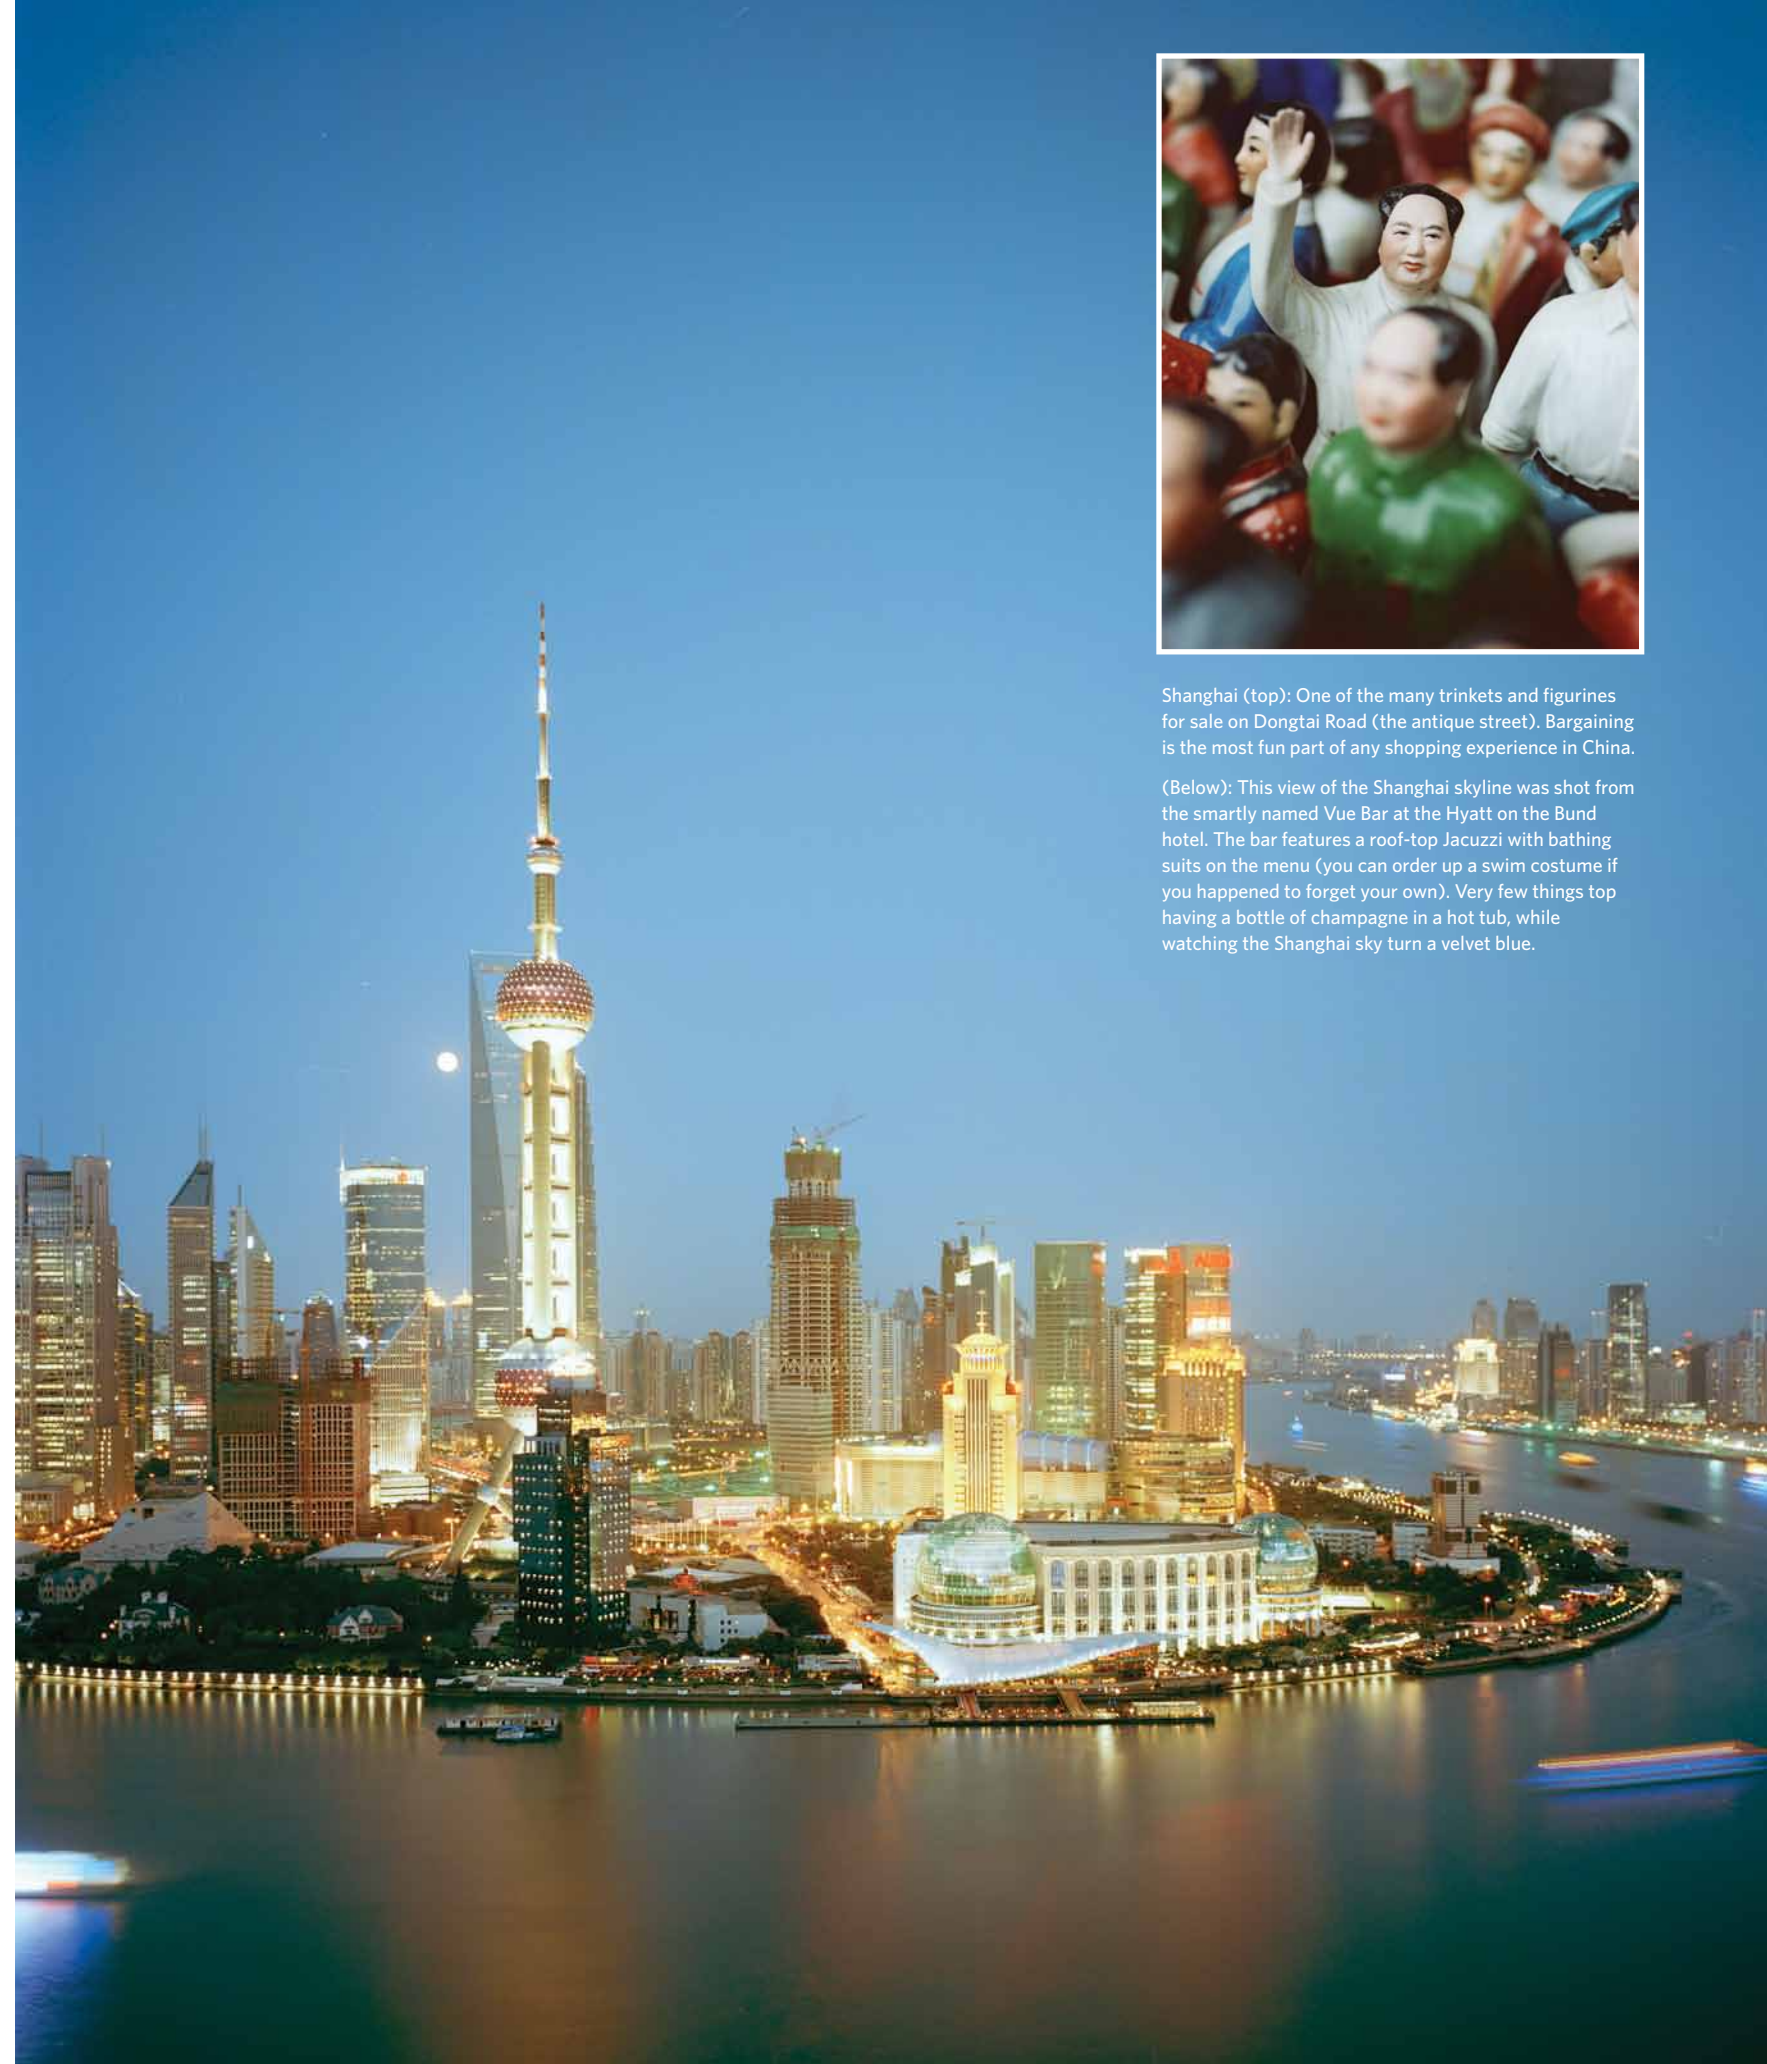 Shanghai (top): One of the many trinkets and figurines
for sale on Dongtai Road (the antique street). Bargaining
is the most fun part of any shopping experience in China.
(Below): This view of the Shanghai skyline was shot from
the smartly named Vue Bar at the Hyatt on the Bund
hotel. The bar features a roof-top Jacuzzi with bathing
suits on the menu (you can order up a swim costume if
you happened to forget your own). Very few things top
having a bottle of champagne in a hot tub, while
watching the Shanghai sky turn a velvet blue.